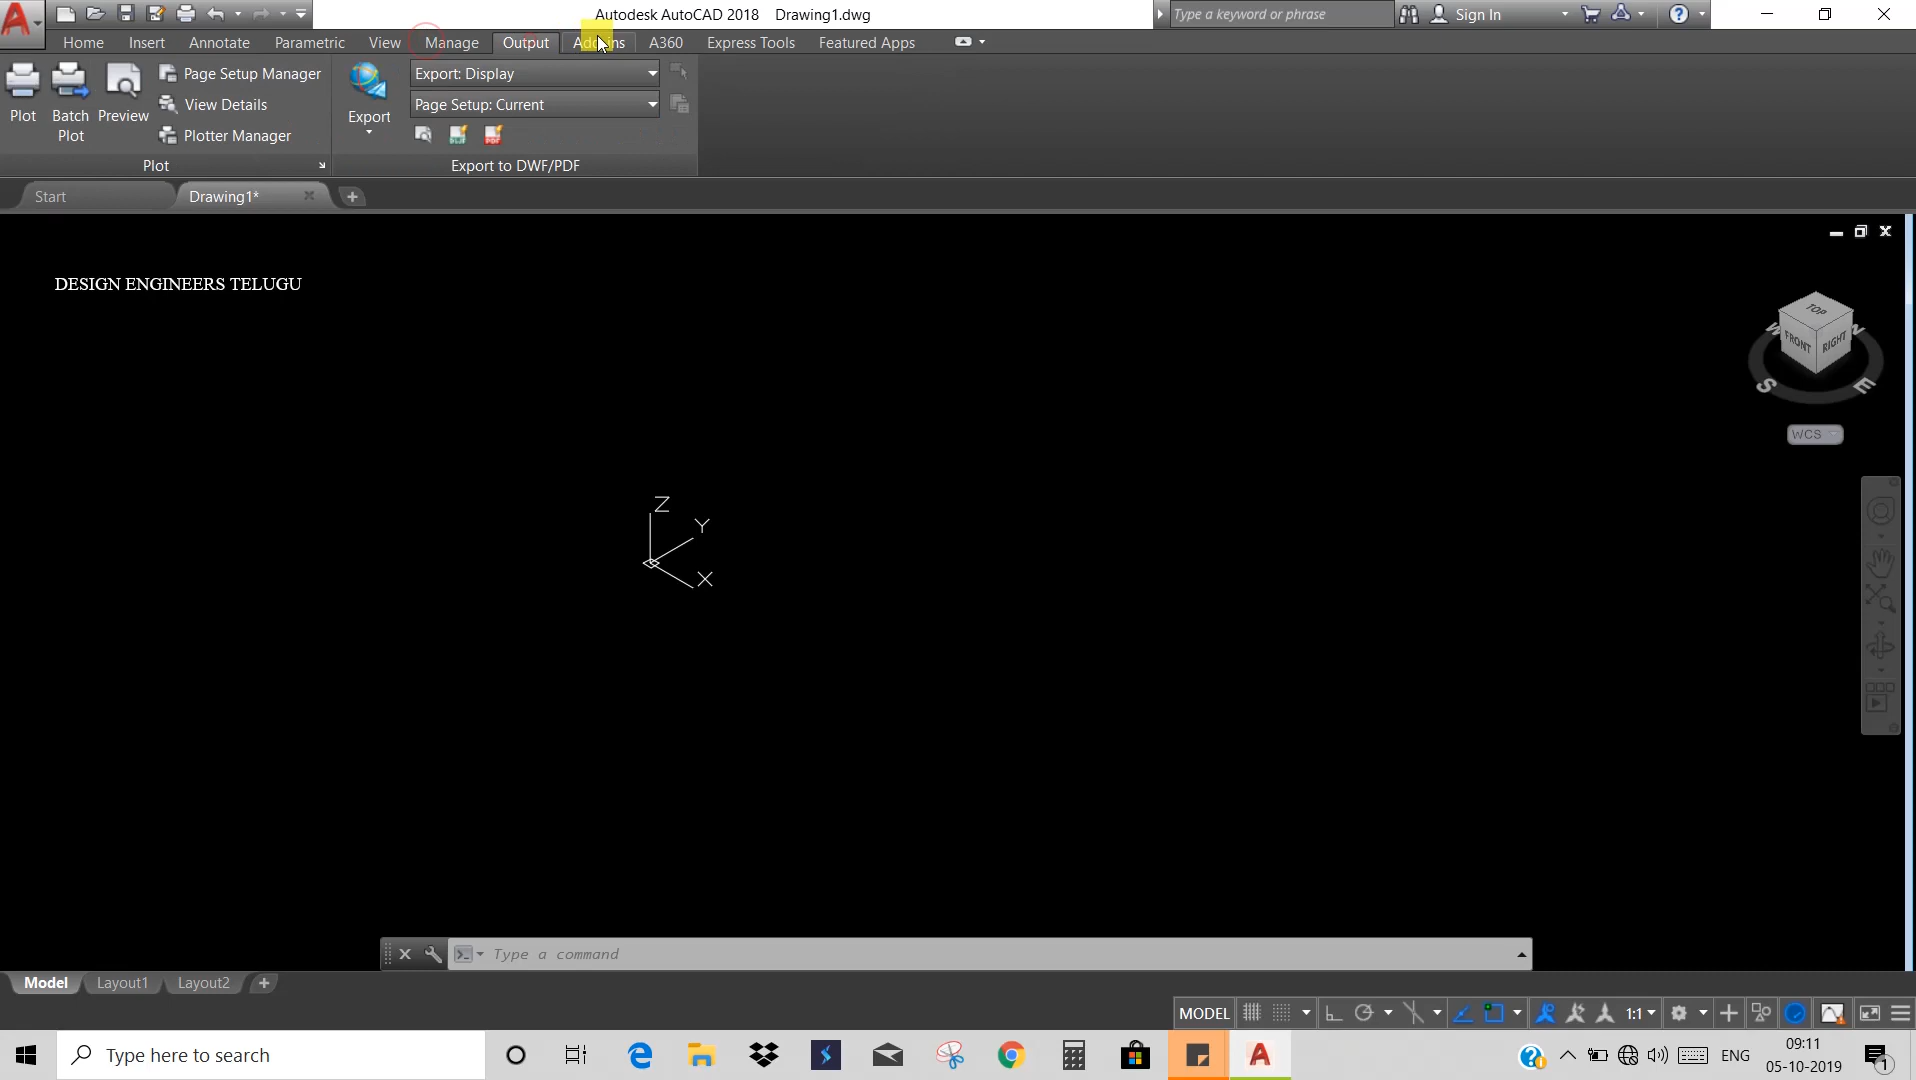 Autodesk AutoCAD 2018 Drawing1.dwg
Type a keyword or phrase
Sign In
Home Insert Annotate Parametric View Manage Output Add-ins A360 Express Tools Featured Apps
Plot
Batch Plot
Preview
Page Setup Manager
View Details
Plotter Manager
Export
Export: Display
Page Setup: Current
Plot
Export to DWF/PDF
Start
Drawing1*
DESIGN ENGINEERS TELUGU
TOP
FRONT
RIGHT
W
N
S
E
WCS
Z
Y
X
Type a command
Model Layout1 Layout2
MODEL
1:1
Type here to search
ENG
09:11
05-10-2019
1